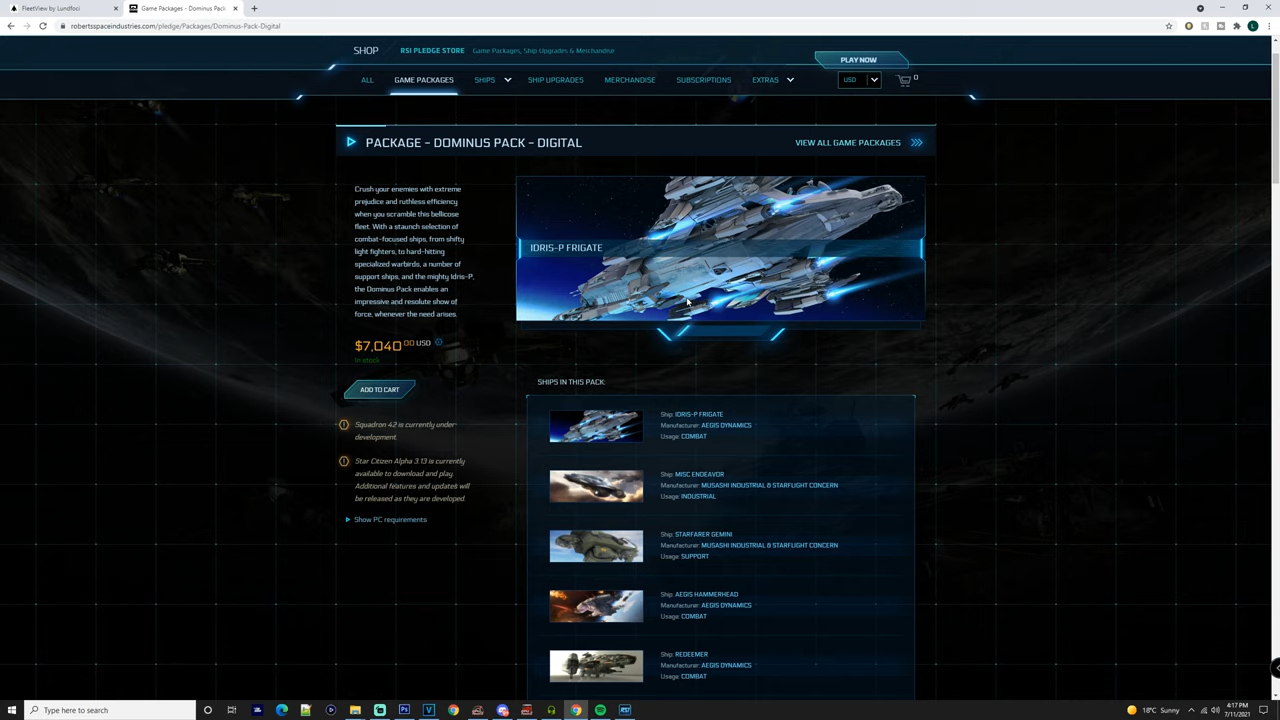 FleetView by Lundfoci
Game Packages - Dominus Pack
robertsspaceindustries.com/pledge/Packages/Dominus-Pack-Digital
SHOP
RSI PLEDGE STORE
Game Packages, Ship Upgrades & Merchandise
PLAY NOW
ALL
GAME PACKAGES
SHIPS
SHIP UPGRADES
MERCHANDISE
SUBSCRIPTIONS
EXTRAS
USD
0
PACKAGE - DOMINUS PACK - DIGITAL
VIEW ALL GAME PACKAGES
Crush your enemies with extreme
prejudice and ruthless efficiency
when you scramble this bellicose
fleet. With a staunch selection of
combat-focused ships, from shifty
light fighters, to hard-hitting
specialized warbirds, a number of
support ships, and the mighty Idris-P,
the Dominus Pack enables an
impressive and resolute show of
force, whenever the need arises.
IDRIS-P FRIGATE
$7,040.00 USD
In stock
ADD TO CART
Squadron 42 is currently under
development.
Star Citizen Alpha 3.13 is currently
available to download and play.
Additional features and updates will
be released as they are developed.
Show PC requirements
SHIPS IN THIS PACK:
Ship: IDRIS-P FRIGATE
Manufacturer: AEGIS DYNAMICS
Usage: COMBAT
Ship: MISC ENDEAVOR
Manufacturer: MUSASHI INDUSTRIAL & STARFLIGHT CONCERN
Usage: INDUSTRIAL
Ship: STARFARER GEMINI
Manufacturer: MUSASHI INDUSTRIAL & STARFLIGHT CONCERN
Usage: SUPPORT
Ship: AEGIS HAMMERHEAD
Manufacturer: AEGIS DYNAMICS
Usage: COMBAT
Ship: REDEEMER
Manufacturer: AEGIS DYNAMICS
Usage: COMBAT
Type here to search
18°C Sunny
4:17 PM
7/11/2021